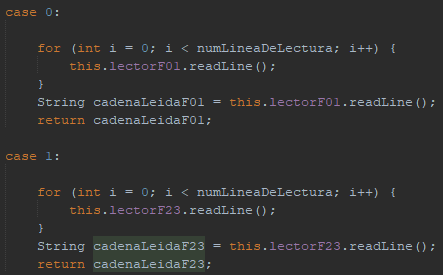 case 0:
for (int i = 0; i < numLineaDeLectura; i++) {
this.lectorF01.readLine();
}
String cadenaLeidaF01 = this.lectorF01.readLine();
return cadenaLeidaF01;
case 1:
for (int i = 0; i < numLineaDeLectura; i++) {
this.lectorF23.readLine();
}
String cadenaLeidaF23 = this.lectorF23.readLine();
return cadenaLeidaF23;